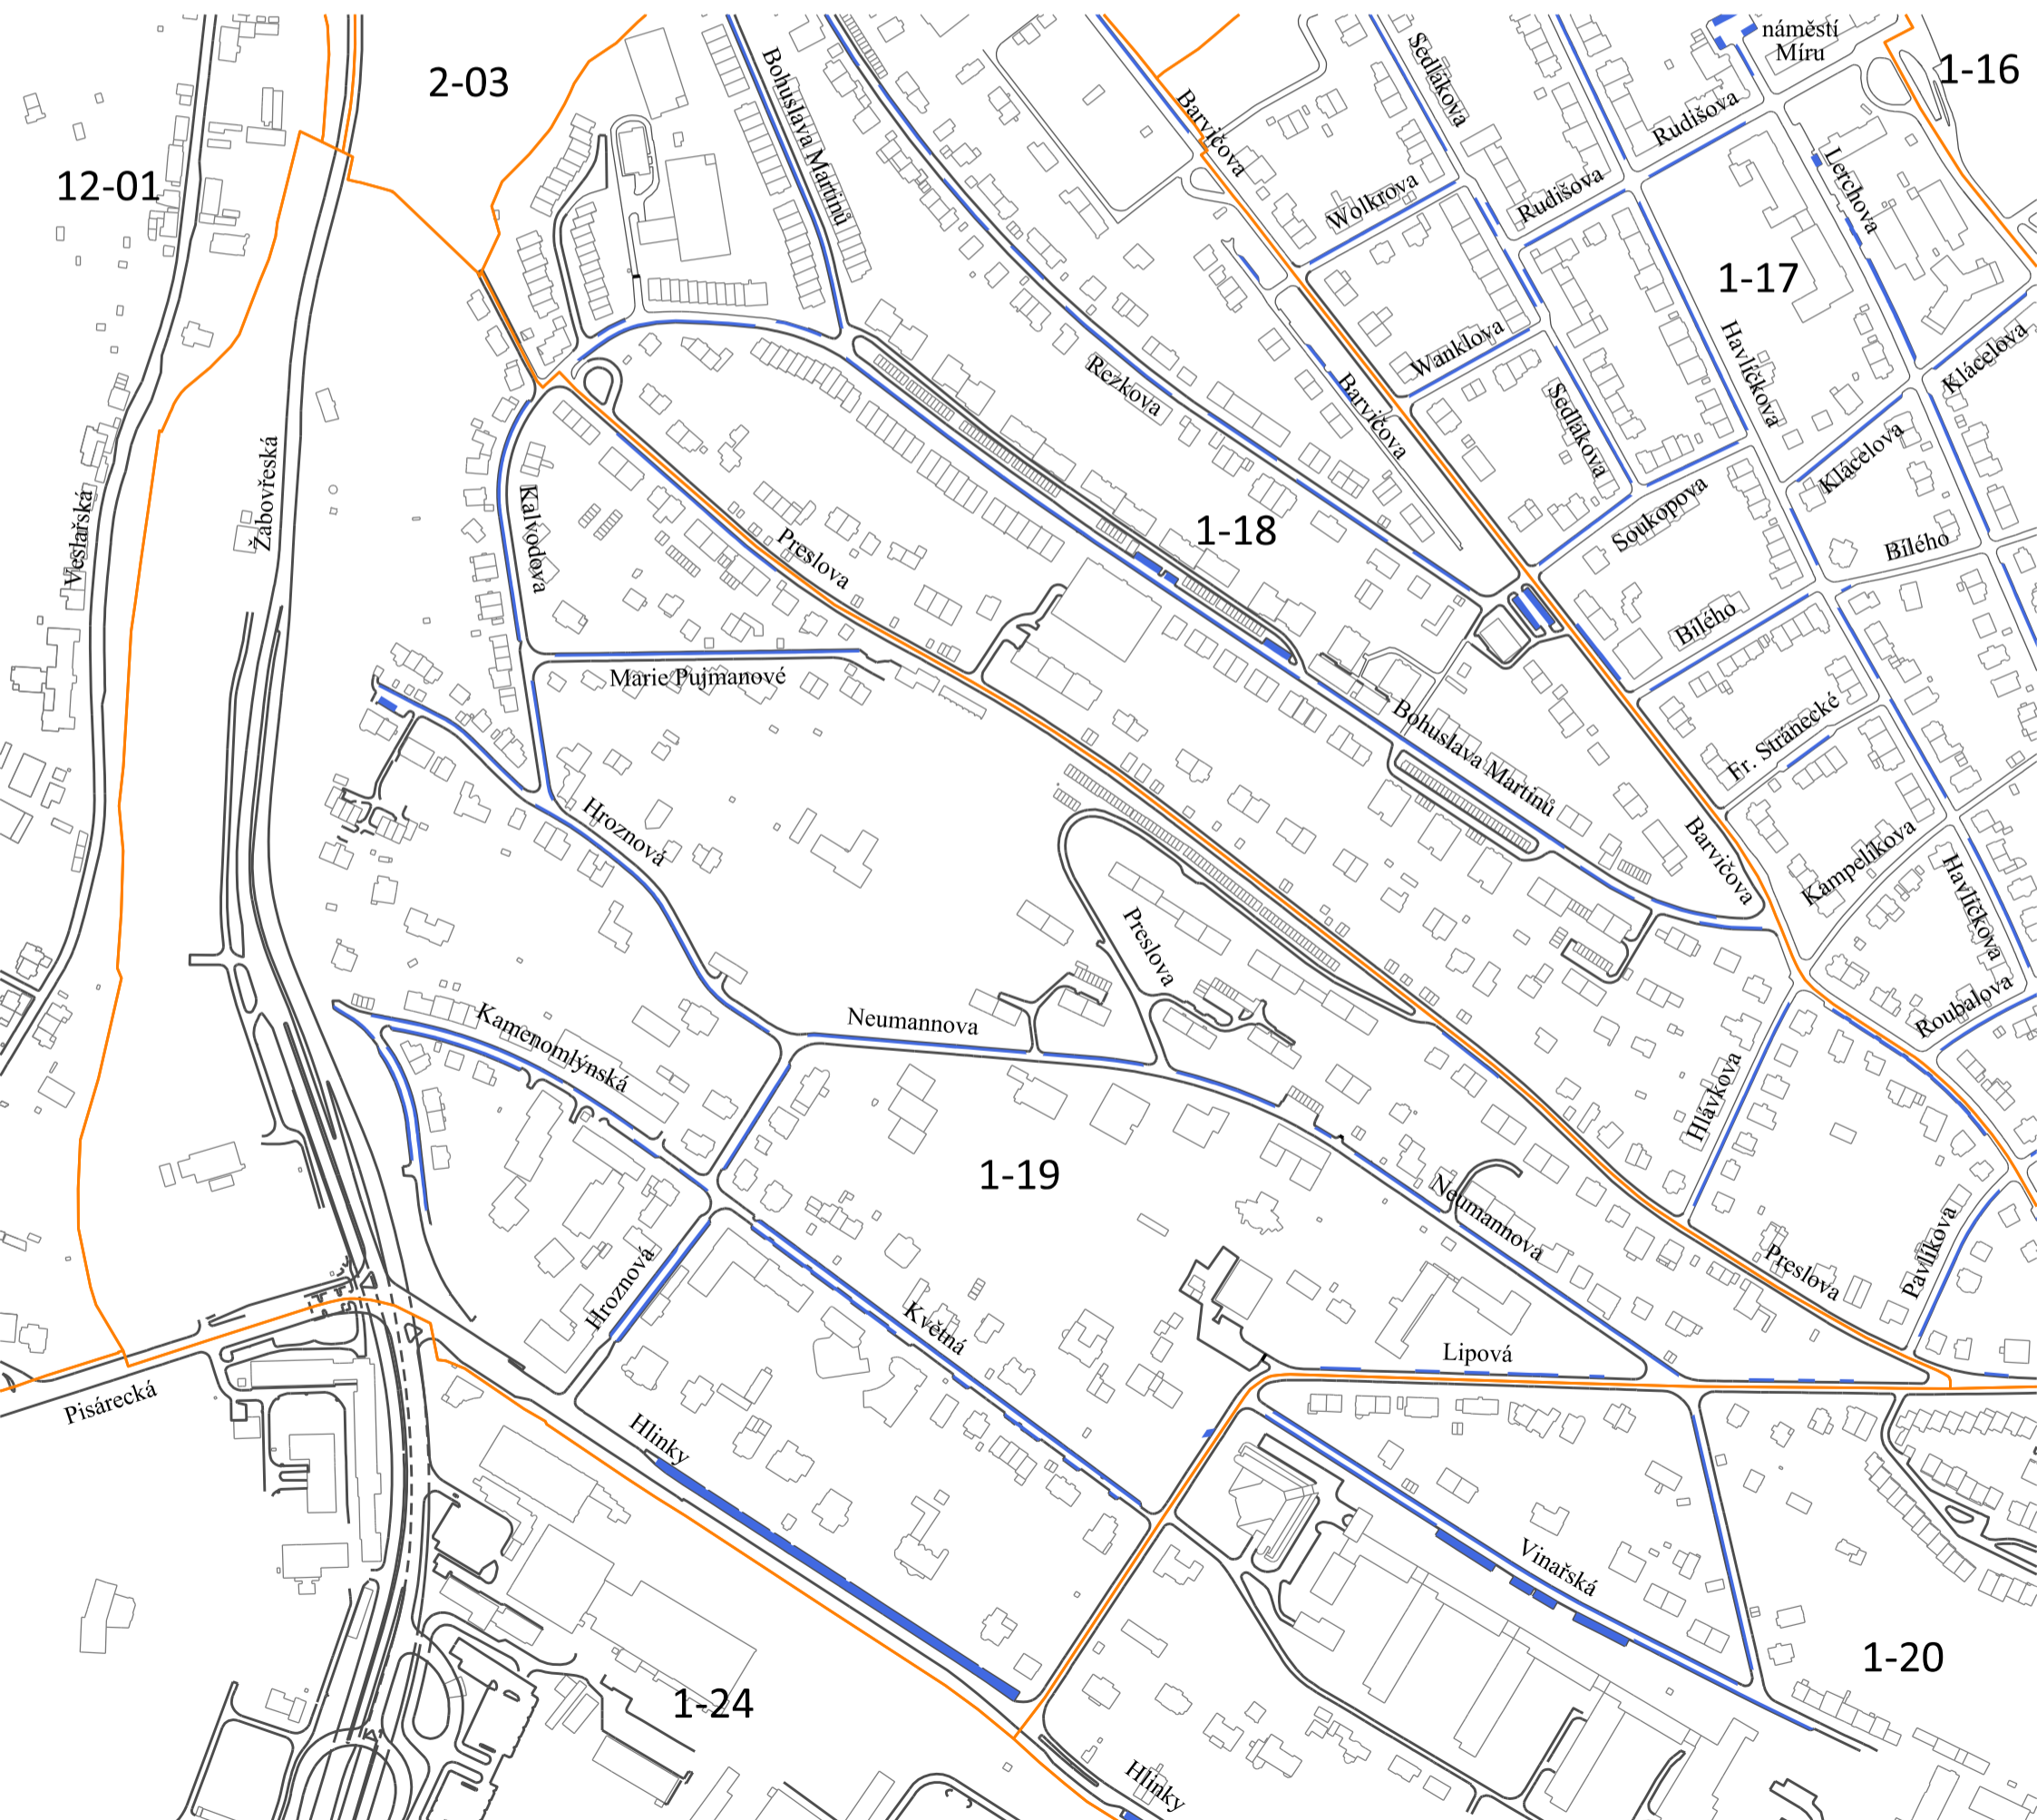 náměstí
Míru
2-03
1-16
Bohuslava Martinů
Sedlákova
Barvičova
Rudišova
Lerchova
12-01
Wolkrova
Rudišova
1-17
Havlíčkova
Klácelova
Wanklova
Rezkova
Barvičova
Sedlákova
Klácelova
Žabovřeská
Veslařská
Kalvodova
Preslova
1-18
Soukopova
Bílého
Bílého
Marie Pujmanové
Bohuslava Martinů
Fr. Stránecké
Hroznová
Barvičova
Kampelíkova
Havlíčkova
Preslova
Roubalova
Kamenomlýnská
Neumannova
Hlávkova
1-19
Neumannova
Preslova
Pavlíkova
Hroznová
Květná
Lipová
Pisárecká
Hlinky
Vinařská
1-20
1-24
Hlinky